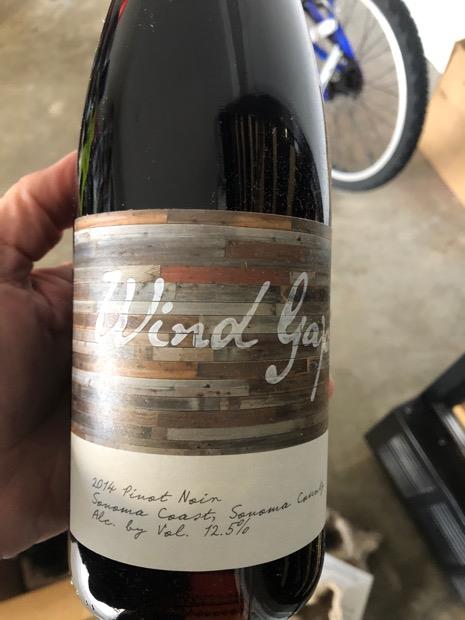 Wind Gap
2014 Pinot Noir
Sonoma Coast, Sonoma County
Alc. by Vol. 12.5%